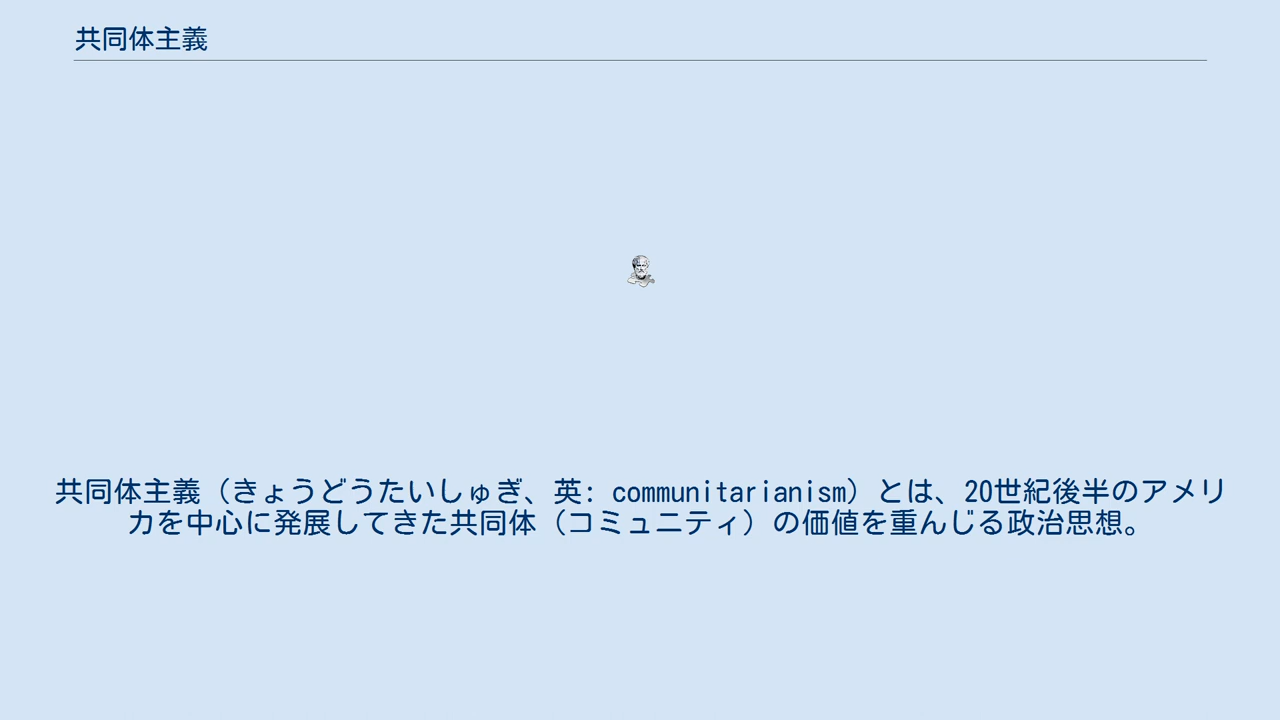 共同体主義
共同体主義（きょうどうたいしゅぎ、英: communitarianism）とは、20世紀後半のアメリ
カを中心に発展してきた共同体（コミュニティ）の価値を重んじる政治思想。